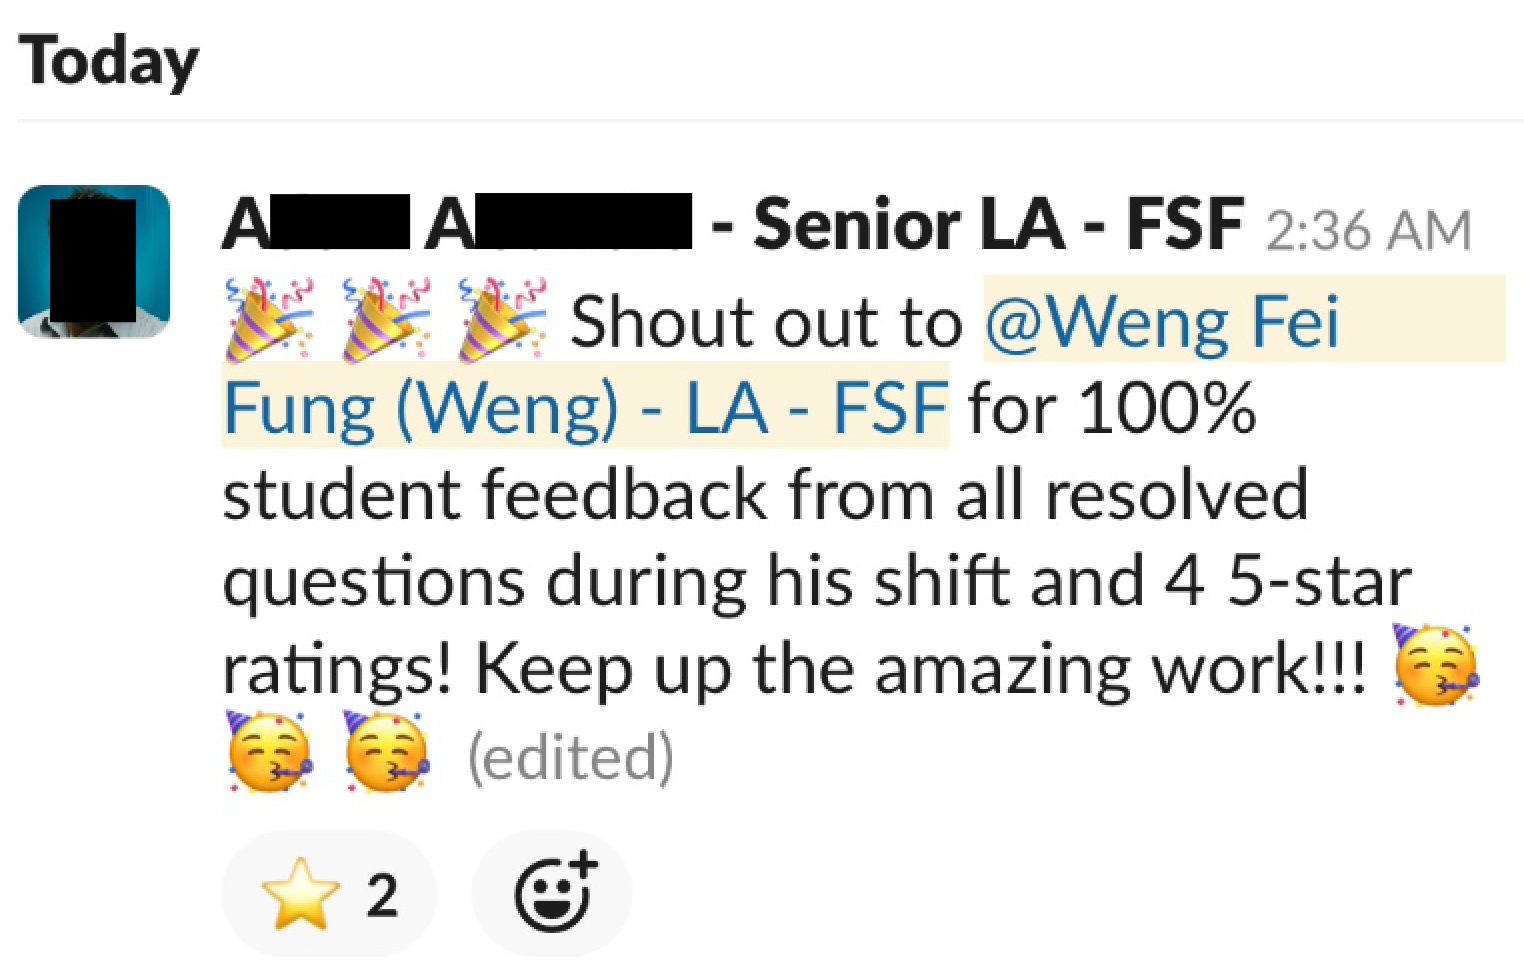 Today
A A - Senior LA - FSF 2:36 AM
🎉 🎉 🎉 Shout out to @Weng Fei
Fung (Weng) - LA - FSF for 100%
student feedback from all resolved
questions during his shift and 4 5-star
ratings! Keep up the amazing work!!! 🥳
🥳 🥳 (edited)
⭐ 2